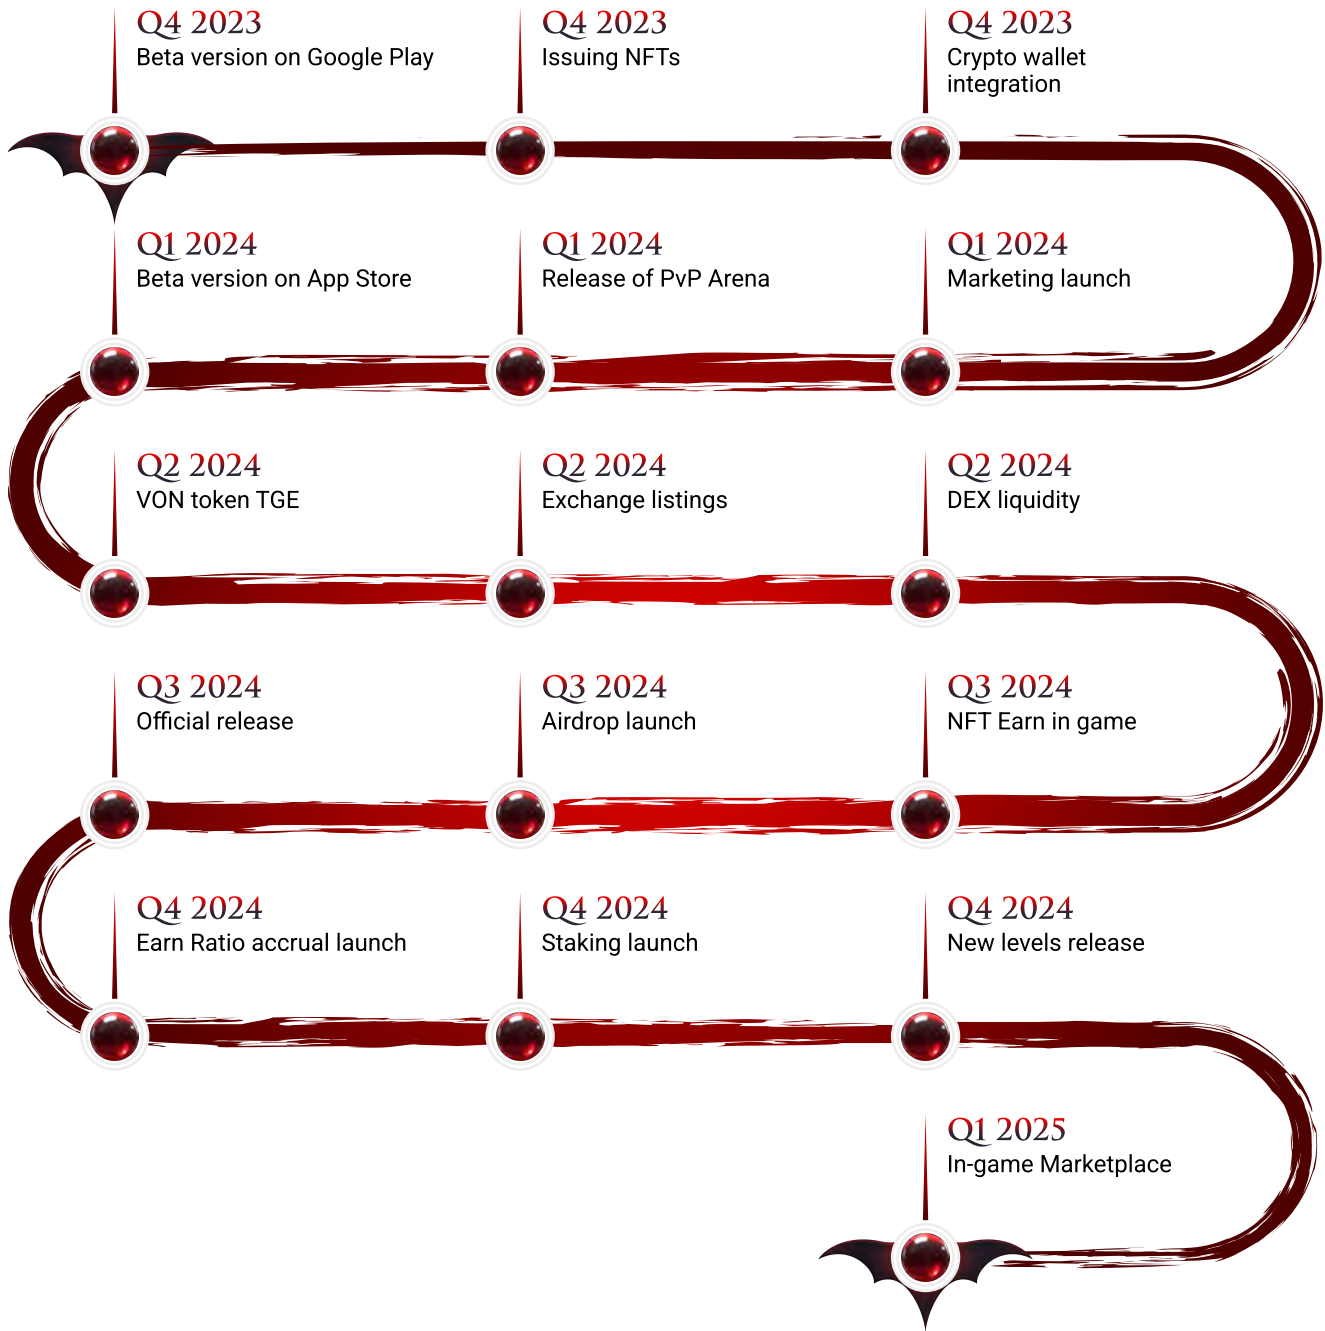 Q4 2023
Beta version on Google Play
Q4 2023
Issuing NFTs
Q4 2023
Crypto wallet
integration
Q1 2024
Beta version on App Store
Q1 2024
Release of PvP Arena
Q1 2024
Marketing launch
Q2 2024
VON token TGE
Q2 2024
Exchange listings
Q2 2024
DEX liquidity
Q3 2024
Official release
Q3 2024
Airdrop launch
Q3 2024
NFT Earn in game
Q4 2024
Earn Ratio accrual launch
Q4 2024
Staking launch
Q4 2024
New levels release
Q1 2025
In-game Marketplace